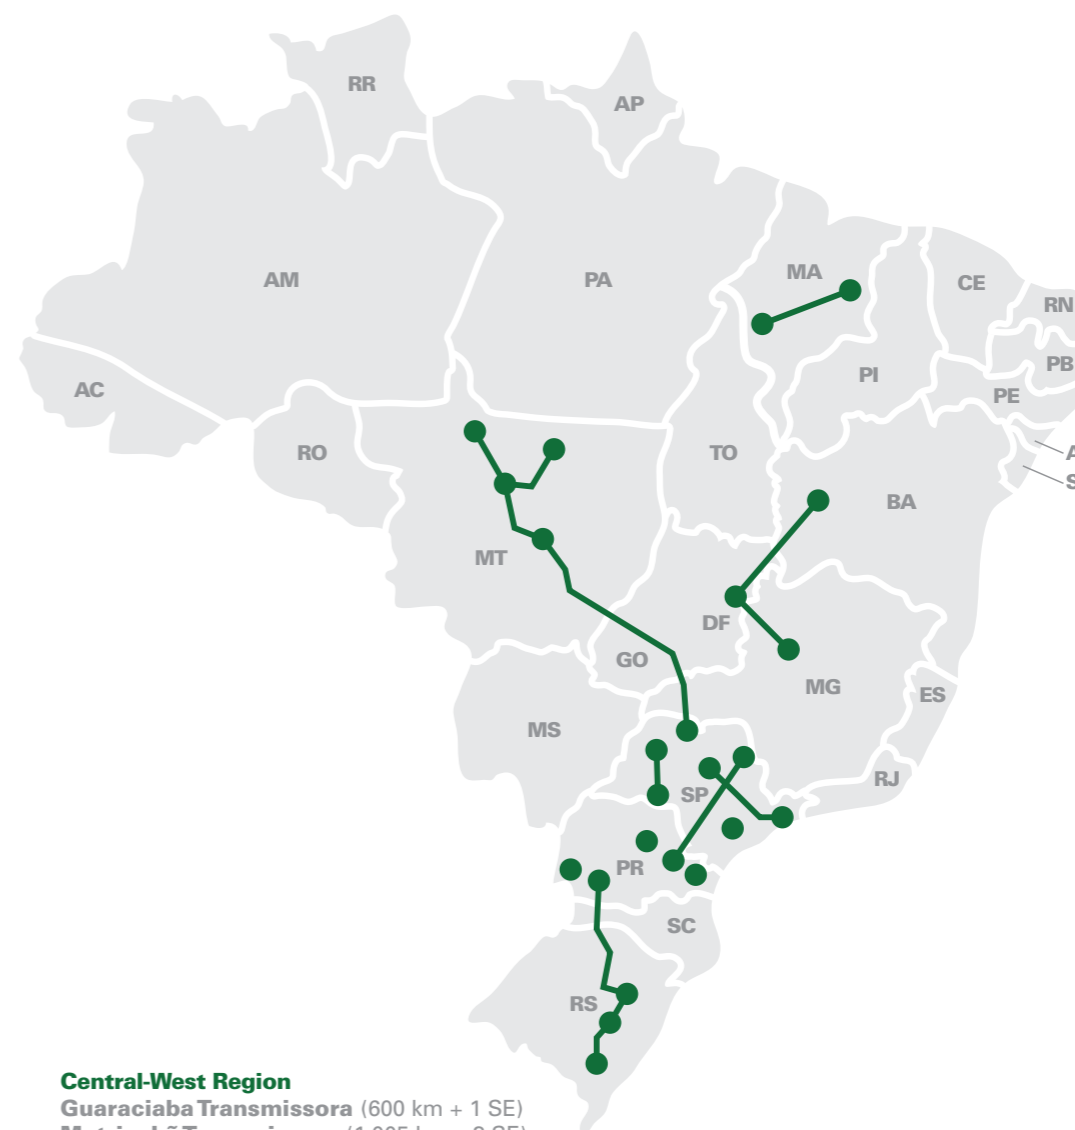 RR
AP
AM
PA
MA
CE
RN
PB
PE
PI
AC
RO
TO
BA
MT
DF
GO
MG
ES
MS
RJ
SP
PR
SC
RS
Central-West Region
Guaraciaba Transmissora (600 km + 1 SE)